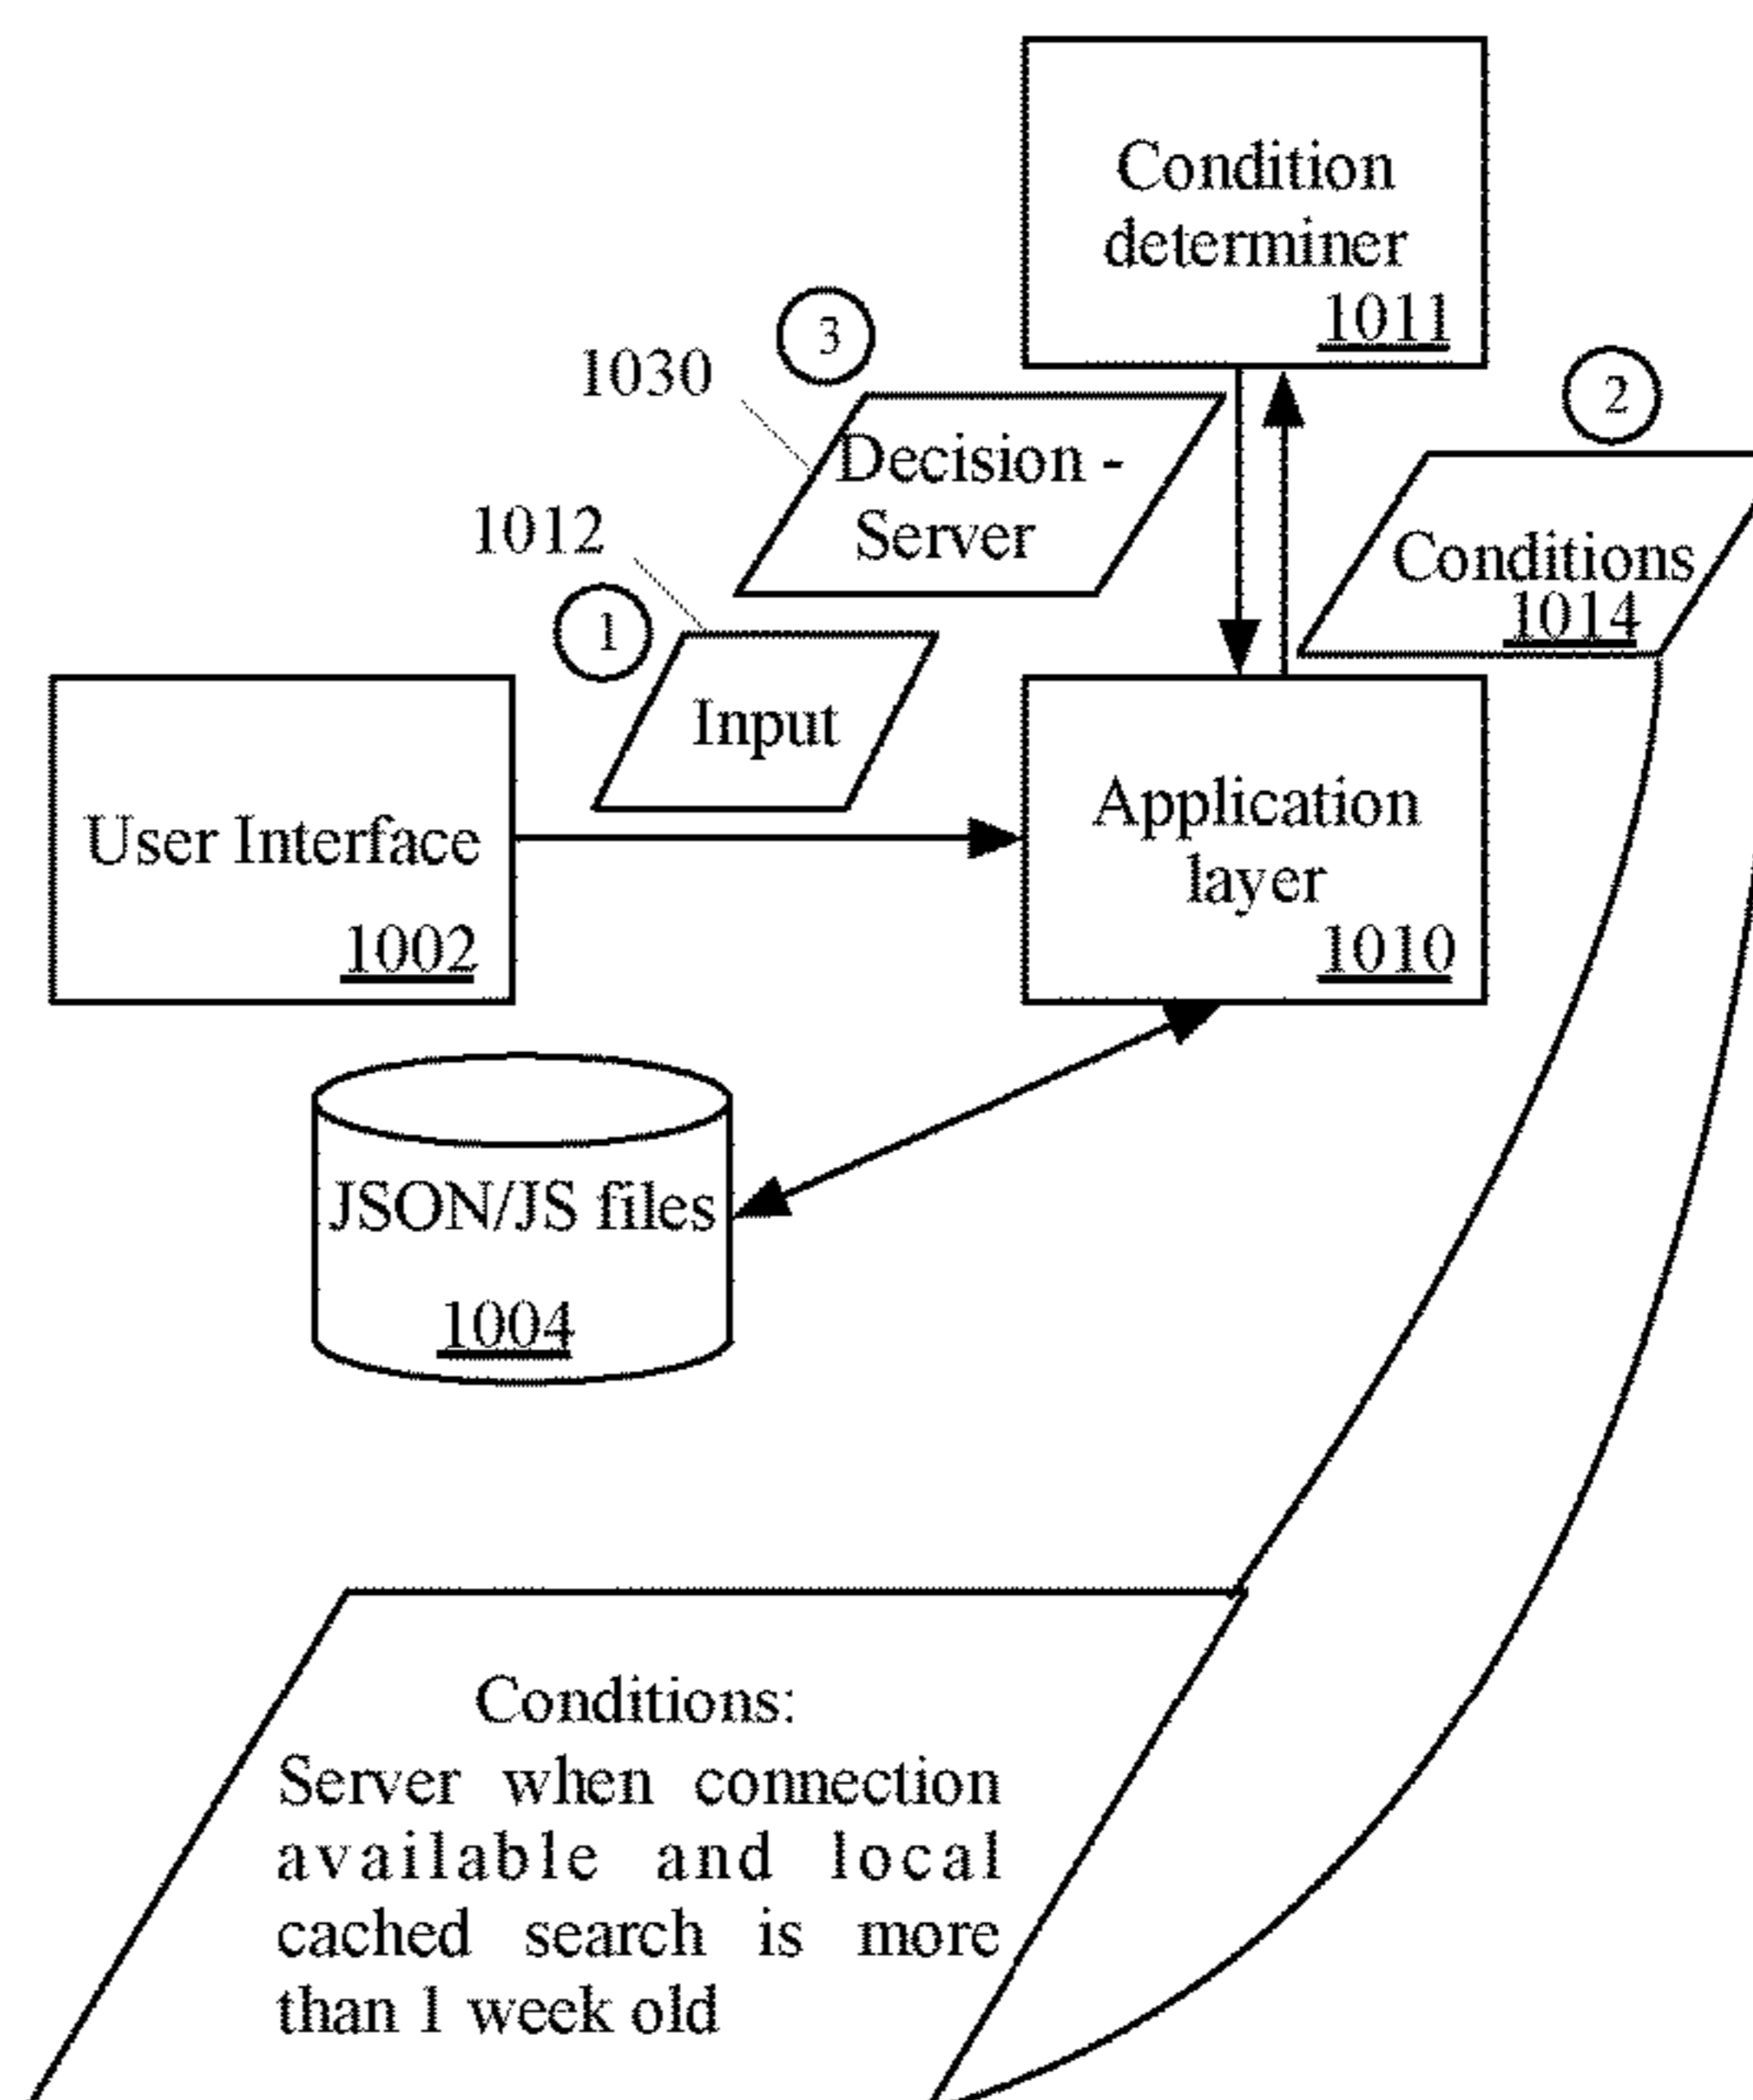 Condition
determiner
1011
3
1030
2
Decision -
Server
1012
Conditions
1014
1
Input
User Interface
1002
Application
layer
1010
JSON/JS files
1004
Conditions:
Server when connection
available and local
cached search is more
than 1 week old